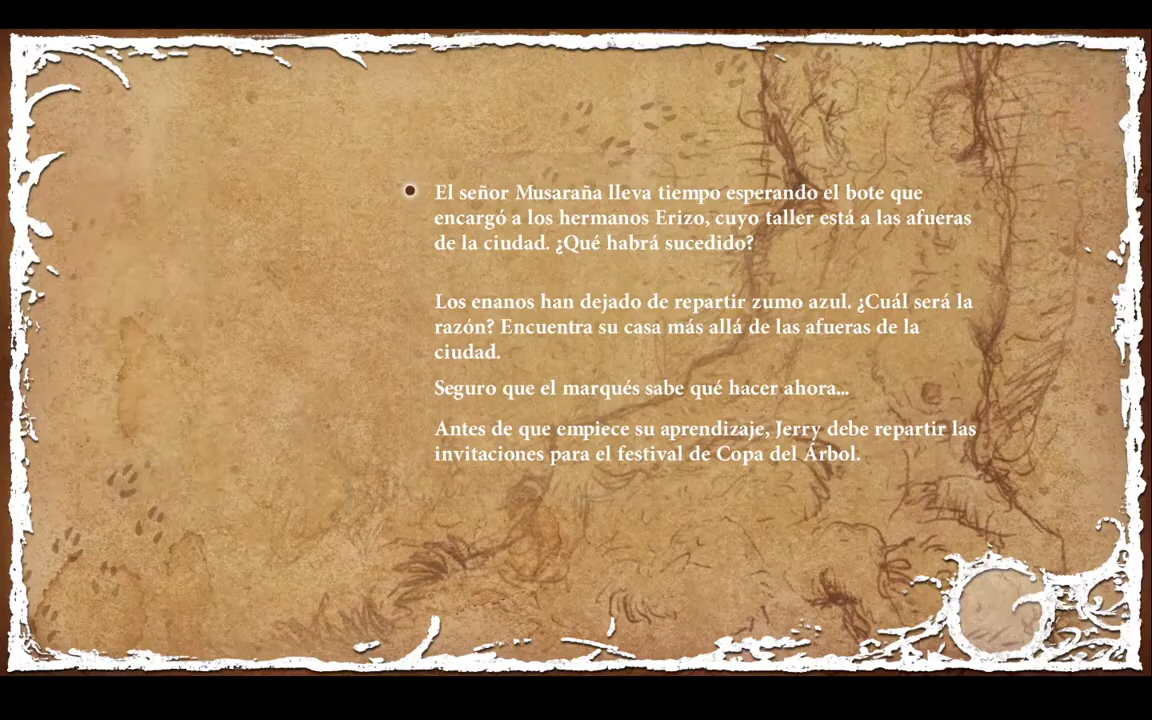 El señor Musaraña lleva tiempo esperando el bote que
encargó a los hermanos Erizo, cuyo taller está a las afueras
de la ciudad. ¿Qué habrá sucedido?
Los enanos han dejado de repartir zumo azul. ¿Cuál será la
razón? Encuentra su casa más allá de las afueras de la
ciudad.
Seguro que el marqués sabe qué hacer ahora...
Antes de que empiece su aprendizaje, Jerry debe repartir las
invitaciones para el festival de Copa del Árbol.